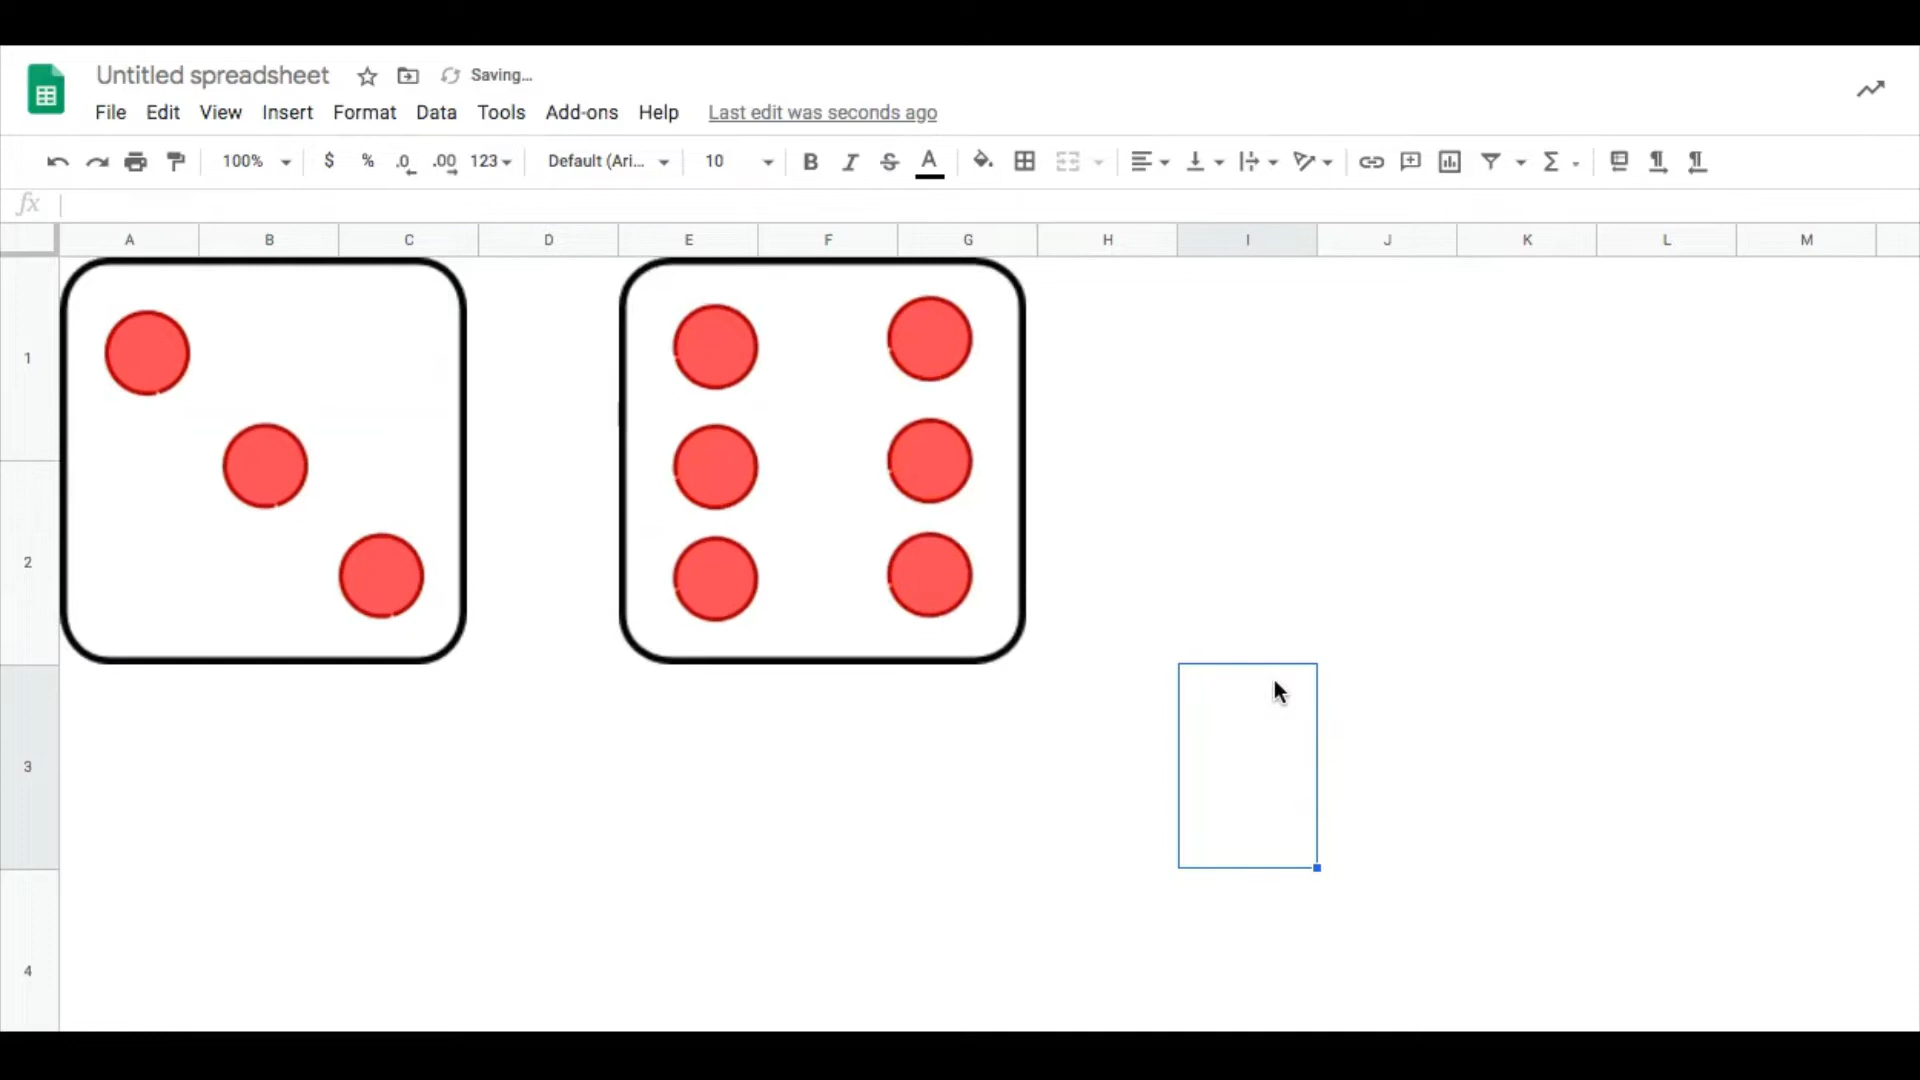 Untitled spreadsheet Saving...
File Edit View Insert Format Data Tools Add-ons Help Last edit was seconds ago
100% $ % .0 .00 123 Default (Ari... 10 B I S A Σ
fx
A B C D E F G H I J K L M
1
2
3
4